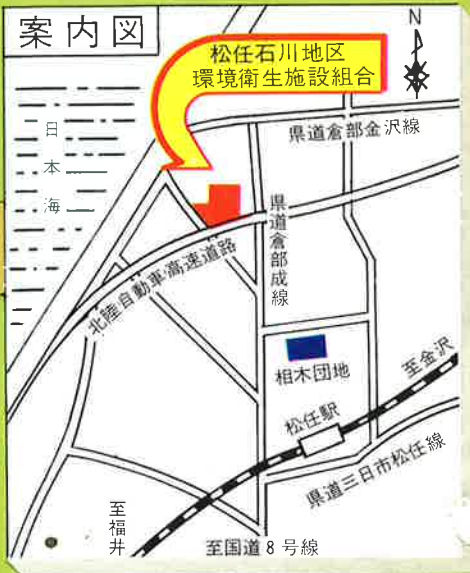 案内図
松任石川地区
環境衛生施設組合
N
日本海
県道倉部金沢線
県道倉部成線
北陸自動車高速道路
相木団地
至金沢
松任駅
県道三日市松任線
至福井
至国道8号線